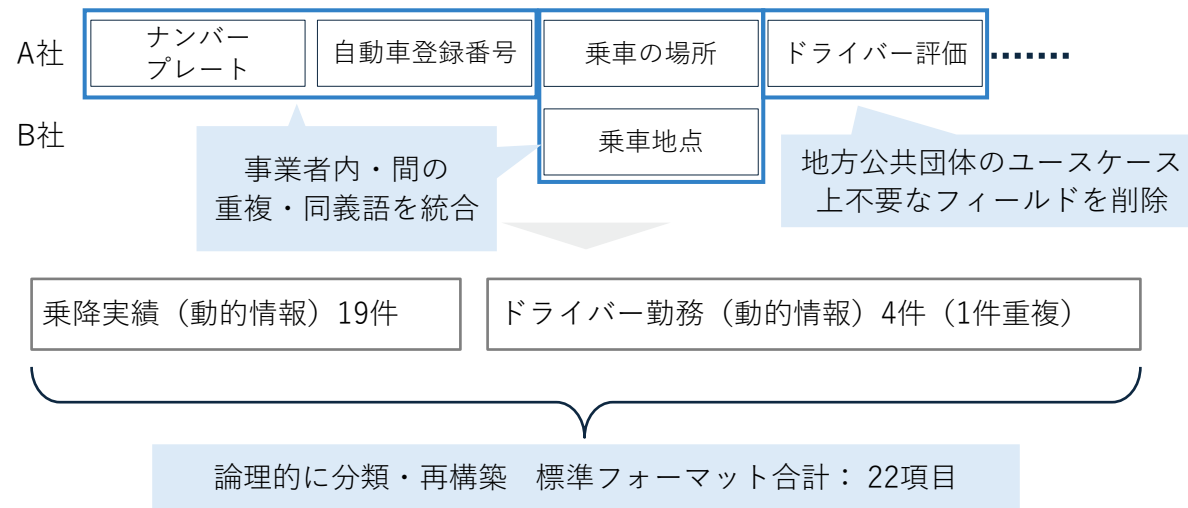 A社
ナンバー
プレート
自動車登録番号
乗車の場所
ドライバー評価
B社
乗車地点
事業者内・間の
重複・同義語を統合
地方公共団体のユースケース
上不要なフィールドを削除
乗降実績（動的情報）19件
ドライバー勤務（動的情報）4件（1件重複）
論理的に分類・再構築　標準フォーマット合計： 22項目